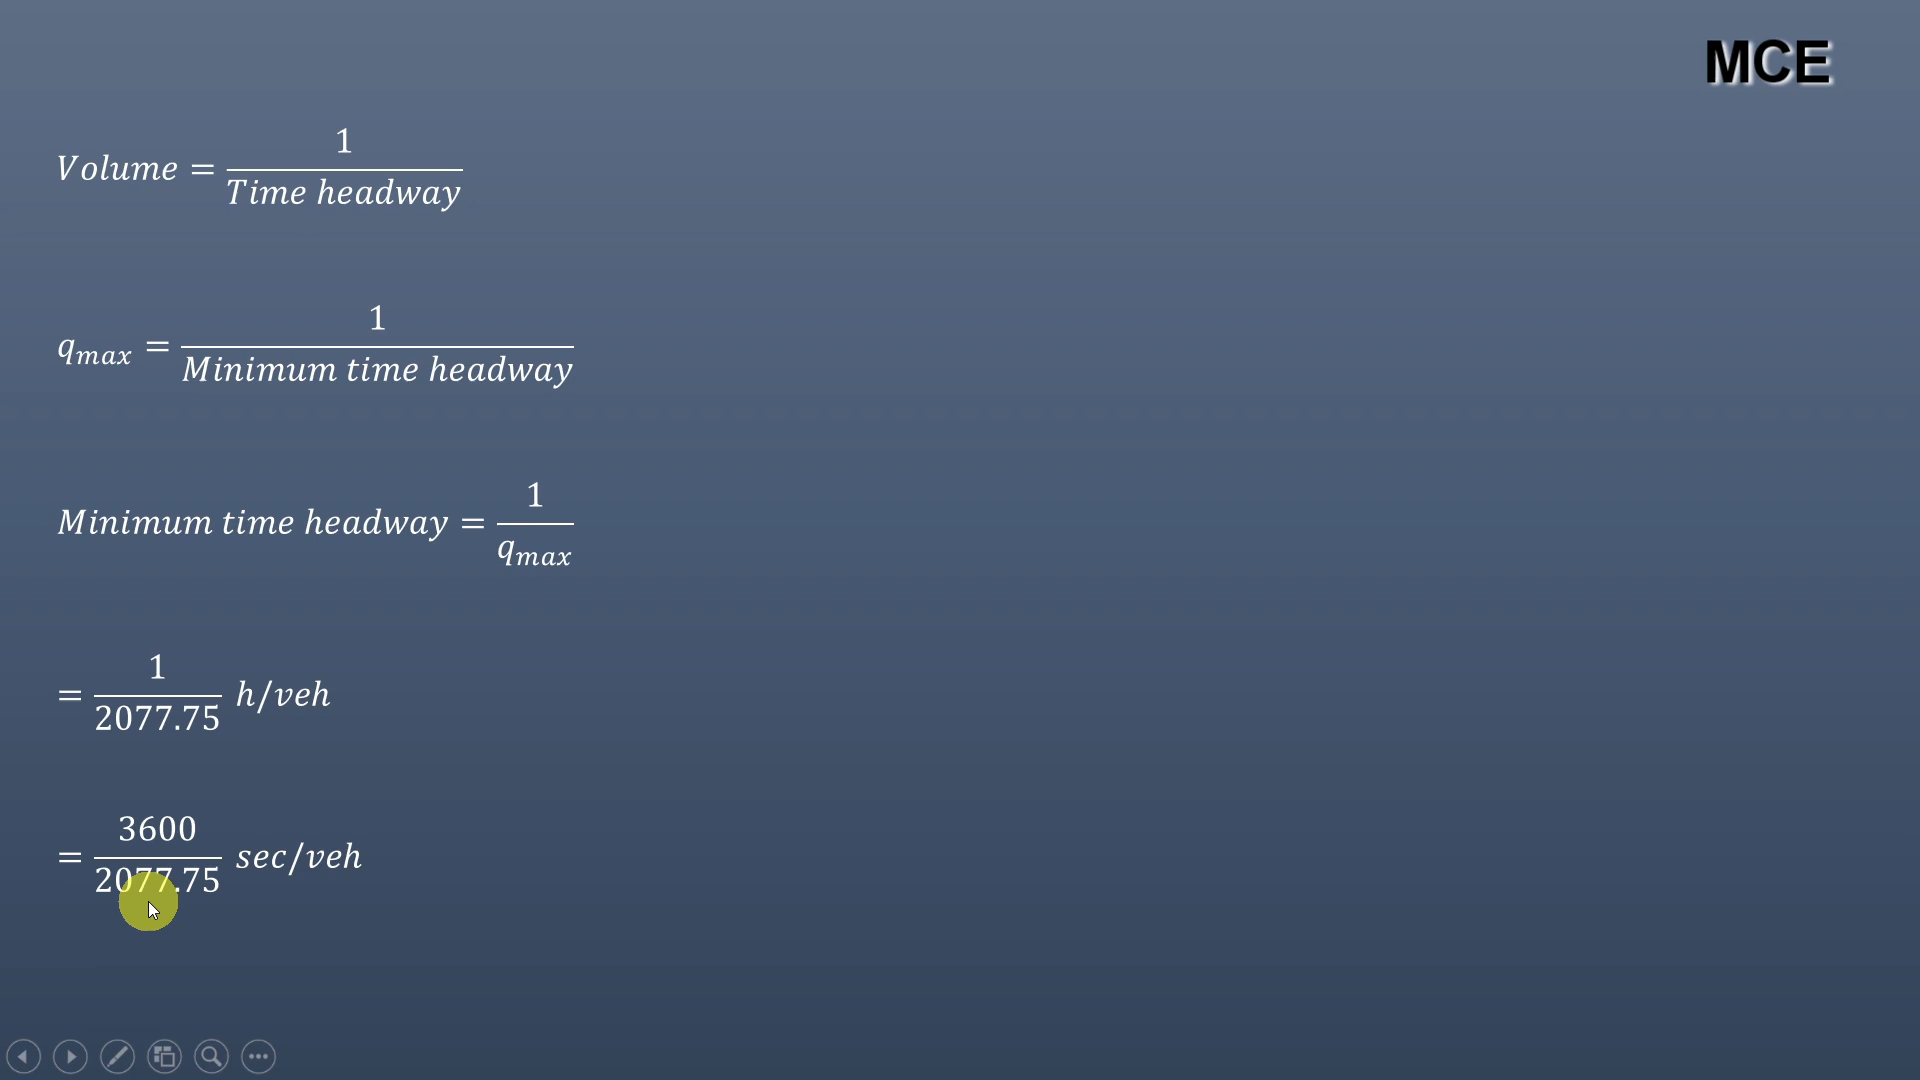 MCE
Volume = 1 / Time headway
q_max = 1 / Minimum time headway
Minimum time headway = 1 / q_max
= 1 / 2077.75 h/veh
= 3600 / 2077.75 sec/veh